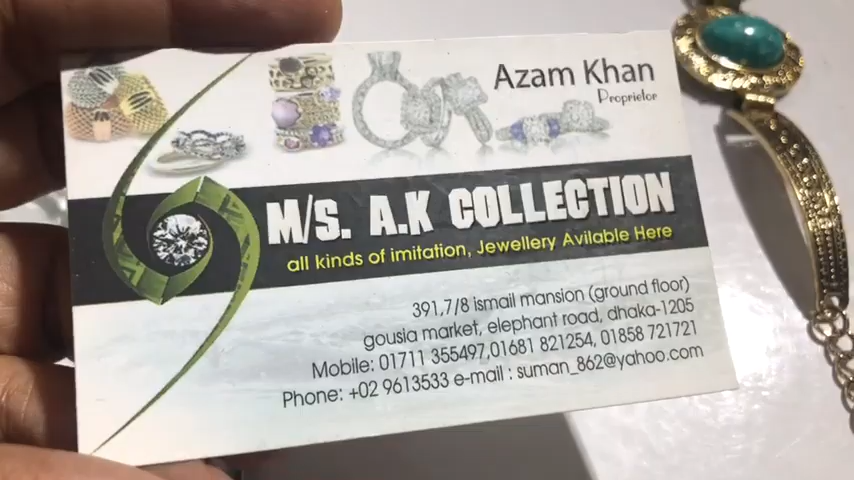 Azam Khan
Proprietor
M/S. A.K COLLECTION
all kinds of imitation, Jewellery Avilable Here
391,7/8 ismail mansion (ground floor)
gousia market, elephant road, dhaka-1205
Mobile: 01711 355497,01681 821254, 01858 721721
Phone: +02 9613533 e-mail : suman_862@yahoo.com